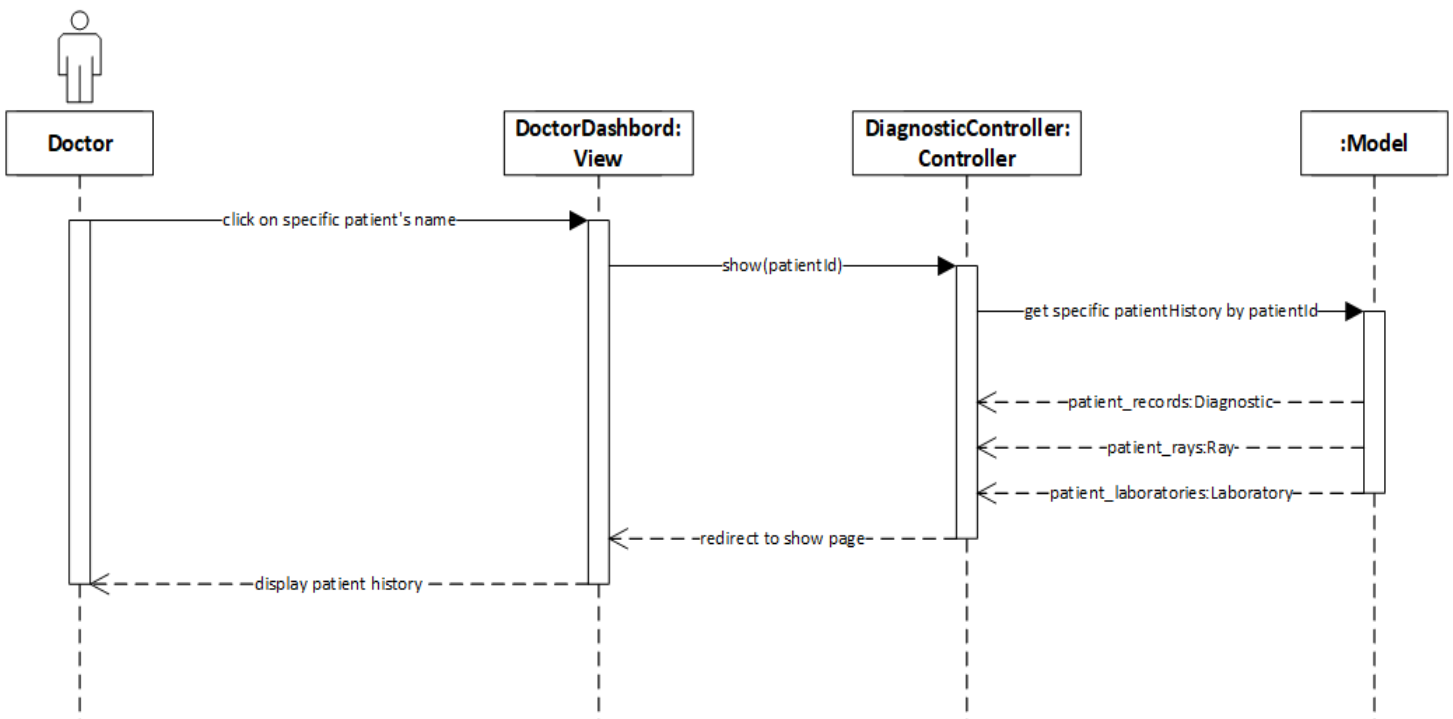 Doctor
DoctorDashbord:
View
DiagnosticController:
Controller
:Model
click on specific patient's name
show(patientId)
get specific patientHistory by patientId
patient_records:Diagnostic
patient_rays:Ray
patient_laboratories:Laboratory
redirect to show page
display patient history